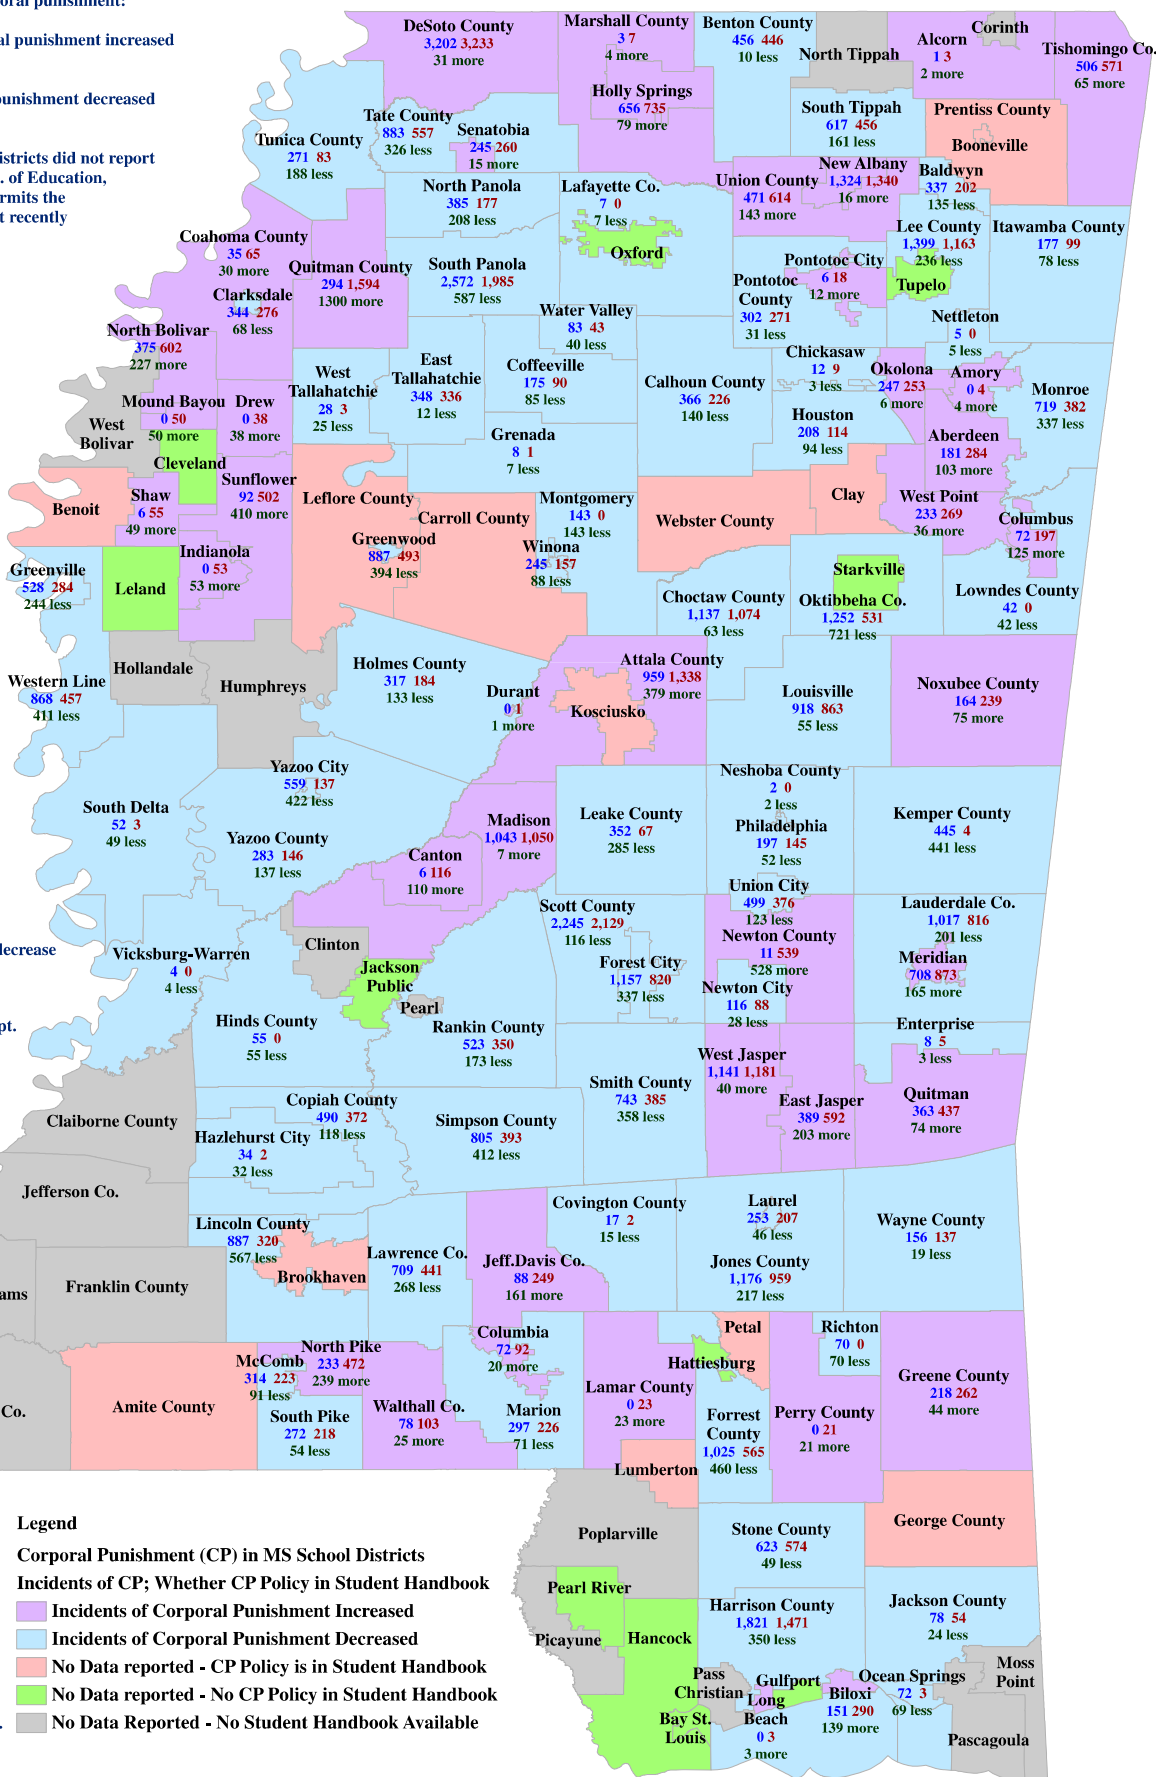 oral punishment:
al punishment increased
punishment decreased
istricts did not report
. of Education,
rmits the
t recently
DeSoto County
3,202 3,233
31 more
Marshall County
3 7
4 more
Benton County
456 446
10 less
North Tippah
Corinth
Alcorn
1 3
2 more
Tishomingo Co.
506 571
65 more
Holly Springs
656 735
79 more
South Tippah
617 456
161 less
Prentiss County
Booneville
Tunica County
271 83
188 less
Tate County
883 557
326 less
Senatobia
245 260
15 more
North Panola
385 177
208 less
Lafayette Co.
7 0
7 less
Oxford
Union County
471 614
143 more
New Albany
1,324 1,340
16 more
Baldwyn
337 202
135 less
Lee County
1,399 1,163
236 less
Itawamba County
177 99
78 less
Coahoma County
35 65
30 more
Quitman County
294 1,594
1300 more
South Panola
2,572 1,985
587 less
Pontotoc City
6 18
12 more
Pontotoc
County
302 271
31 less
Tupelo
Clarksdale
344 276
68 less
Water Valley
83 43
40 less
Nettleton
5 0
5 less
North Bolivar
375 602
227 more
West
Tallahatchie
28 3
25 less
East
Tallahatchie
348 336
12 less
Coffeeville
175 90
85 less
Calhoun County
366 226
140 less
Chickasaw
12 9
3 less
Okolona
247 253
6 more
Amory
0 4
4 more
Monroe
719 382
337 less
Mound Bayou
0 50
50 more
Drew
0 38
38 more
West
Bolivar
Houston
208 114
94 less
Grenada
8 1
7 less
Aberdeen
181 284
103 more
Cleveland
Sunflower
92 502
410 more
Benoit
Shaw
6 55
49 more
Leflore County
Carroll County
Montgomery
143 0
143 less
Webster County
Clay
West Point
233 269
36 more
Columbus
72 197
125 more
Greenwood
887 493
394 less
Winona
245 157
88 less
Indianola
0 53
53 more
Greenville
528 284
244 less
Leland
Starkville
Choctaw County
1,137 1,074
63 less
Oktibbeha Co.
1,252 531
721 less
Lowndes County
42 0
42 less
Hollandale
Humphreys
Holmes County
317 184
133 less
Attala County
959 1,338
379 more
Western Line
868 457
411 less
Durant
0 1
1 more
Kosciusko
Louisville
918 863
55 less
Noxubee County
164 239
75 more
Yazoo City
559 137
422 less
Neshoba County
2 0
2 less
South Delta
52 3
49 less
Yazoo County
283 146
137 less
Madison
1,043 1,050
7 more
Leake County
352 67
285 less
Philadelphia
197 145
52 less
Kemper County
445 4
441 less
Canton
6 116
110 more
Union City
499 376
123 less
Scott County
2,245 2,129
116 less
Lauderdale Co.
1,017 816
201 less
decrease
Vicksburg-Warren
4 0
4 less
Clinton
Newton County
11 539
528 more
Jackson
Public
Forest City
1,157 820
337 less
Meridian
708 873
165 more
Newton City
116 88
28 less
Pearl
pt.
Hinds County
55 0
55 less
Rankin County
523 350
173 less
Enterprise
8 5
3 less
West Jasper
1,141 1,181
40 more
Smith County
743 385
358 less
Claiborne County
Copiah County
490 372
118 less
East Jasper
389 592
203 more
Quitman
363 437
74 more
Hazlehurst City
34 2
32 less
Simpson County
805 393
412 less
Jefferson Co.
Lincoln County
887 320
567 less
Covington County
17 2
15 less
Laurel
253 207
46 less
Wayne County
156 137
19 less
Lawrence Co.
709 441
268 less
Jeff.Davis Co.
88 249
161 more
Jones County
1,176 959
217 less
Brookhaven
ams
Franklin County
McComb
314 223
91 less
North Pike
233 472
239 more
Columbia
72 92
20 more
Petal
Hattiesburg
Richton
70 0
70 less
Greene County
218 262
44 more
Co.
Amite County
South Pike
272 218
54 less
Walthall Co.
78 103
25 more
Marion
297 226
71 less
Lamar County
0 23
23 more
Forrest
County
1,025 565
460 less
Perry County
0 21
21 more
Lumberton
Poplarville
Stone County
623 574
49 less
George County
Legend
Corporal Punishment (CP) in MS School Districts
Incidents of CP; Whether CP Policy in Student Handbook
Incidents of Corporal Punishment Increased
Incidents of Corporal Punishment Decreased
No Data reported - CP Policy is in Student Handbook
No Data reported - No CP Policy in Student Handbook
No Data Reported - No Student Handbook Available
Pearl River
Picayune
Hancock
Harrison County
1,821 1,471
350 less
Jackson County
78 54
24 less
Pass
Christian
Gulfport
Long
Beach
0 3
3 more
Biloxi
151 290
139 more
Ocean Springs
72 3
69 less
Moss
Point
Bay St.
Louis
Pascagoula